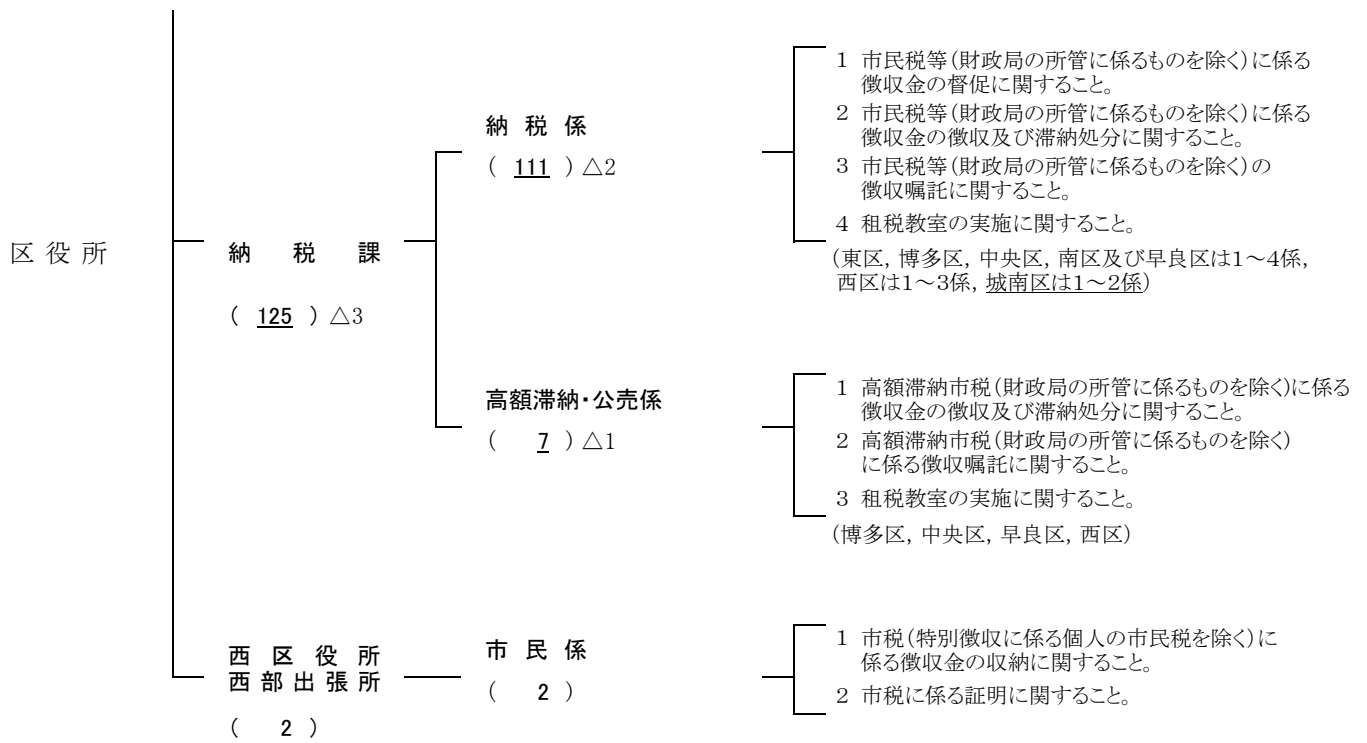 区役所
納税課
( 125 ) △3
納税係
( 111 ) △2
1 市民税等(財政局の所管に係るものを除く)に係る
徴収金の督促に関すること。
2 市民税等(財政局の所管に係るものを除く)に係る
徴収金の徴収及び滞納処分に関すること。
3 市民税等(財政局の所管に係るものを除く)の
徴収嘱託に関すること。
4 租税教室の実施に関すること。
(東区, 博多区, 中央区, 南区及び早良区は1～4係,
西区は1～3係, 城南区は1～2係)
高額滞納・公売係
( 7 ) △1
1 高額滞納市税(財政局の所管に係るものを除く)に係る
徴収金の徴収及び滞納処分に関すること。
2 高額滞納市税(財政局の所管に係るものを除く)
に係る徴収嘱託に関すること。
3 租税教室の実施に関すること。
(博多区, 中央区, 早良区, 西区)
西区役所
西部出張所
( 2 )
市民係
( 2 )
1 市税(特別徴収に係る個人の市民税を除く)に
係る徴収金の収納に関すること。
2 市税に係る証明に関すること。